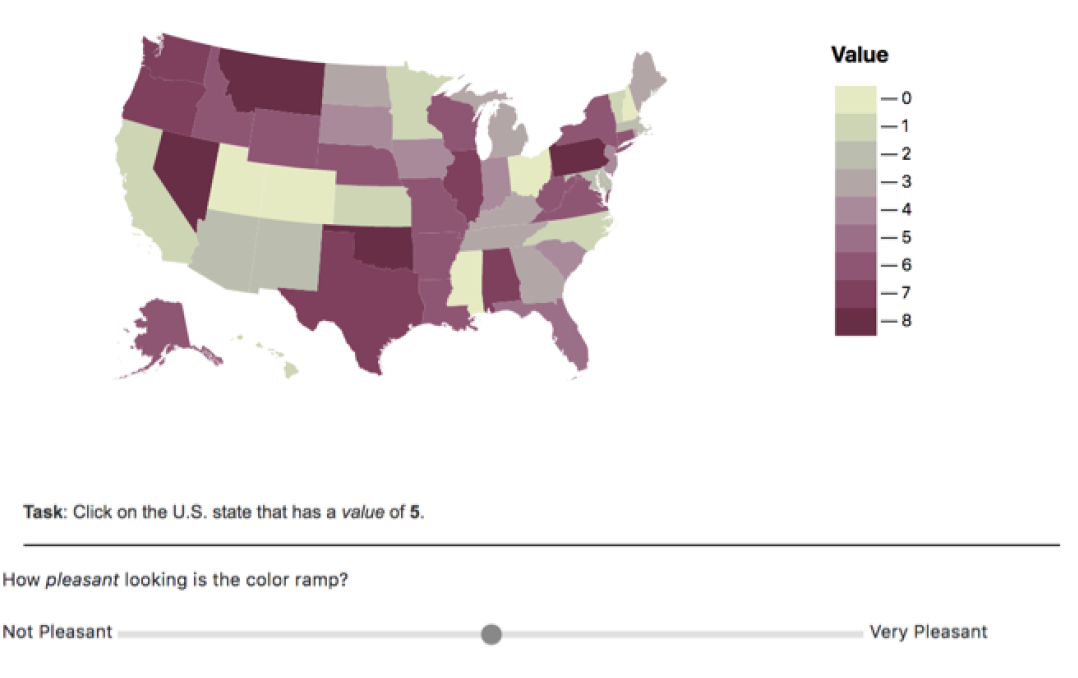 Value
0
1
2
3
4
5
6
7
8
Task: Click on the U.S. state that has a value of 5.
How pleasant looking is the color ramp?
Not Pleasant
Very Pleasant